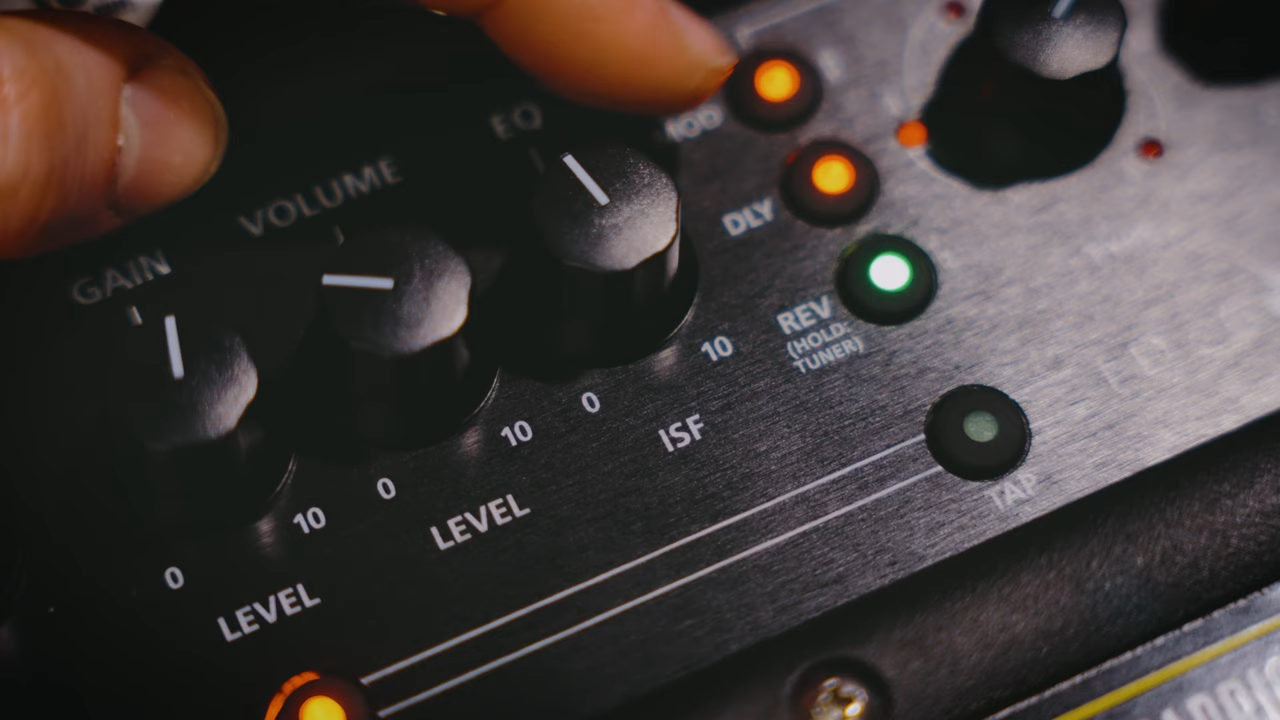 GAIN
VOLUME
EQ
MOD
DLY
REV
(HOLD:
TUNER)
TAP
0
10
LEVEL
0
10
LEVEL
0
10
ISF